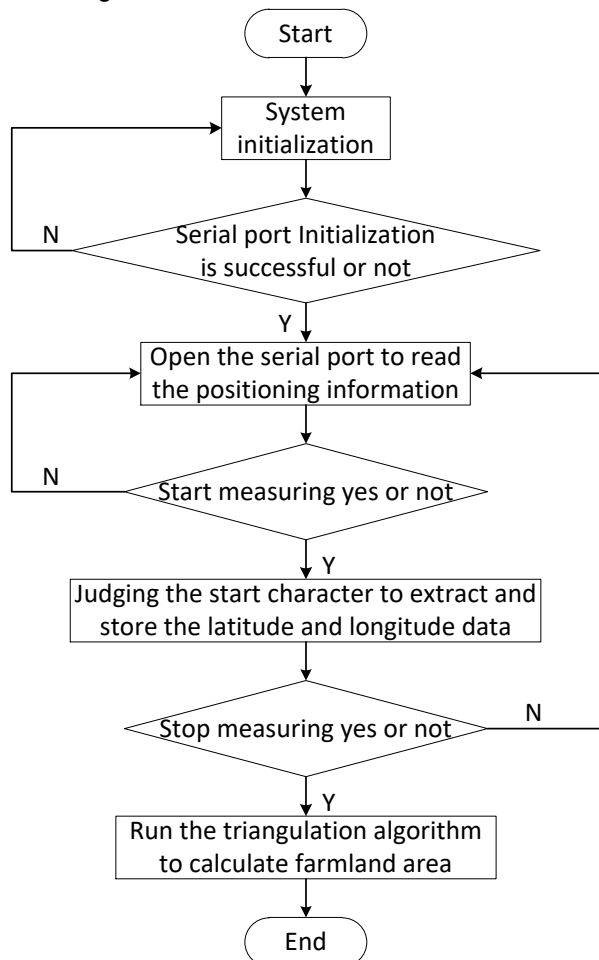 Start
System
initialization
N
Serial port Initialization
is successful or not
Y
Open the serial port to read
the positioning information
N
Start measuring yes or not
Y
Judging the start character to extract and
store the latitude and longitude data
Stop measuring yes or not
N
Y
Run the triangulation algorithm
to calculate farmland area
End